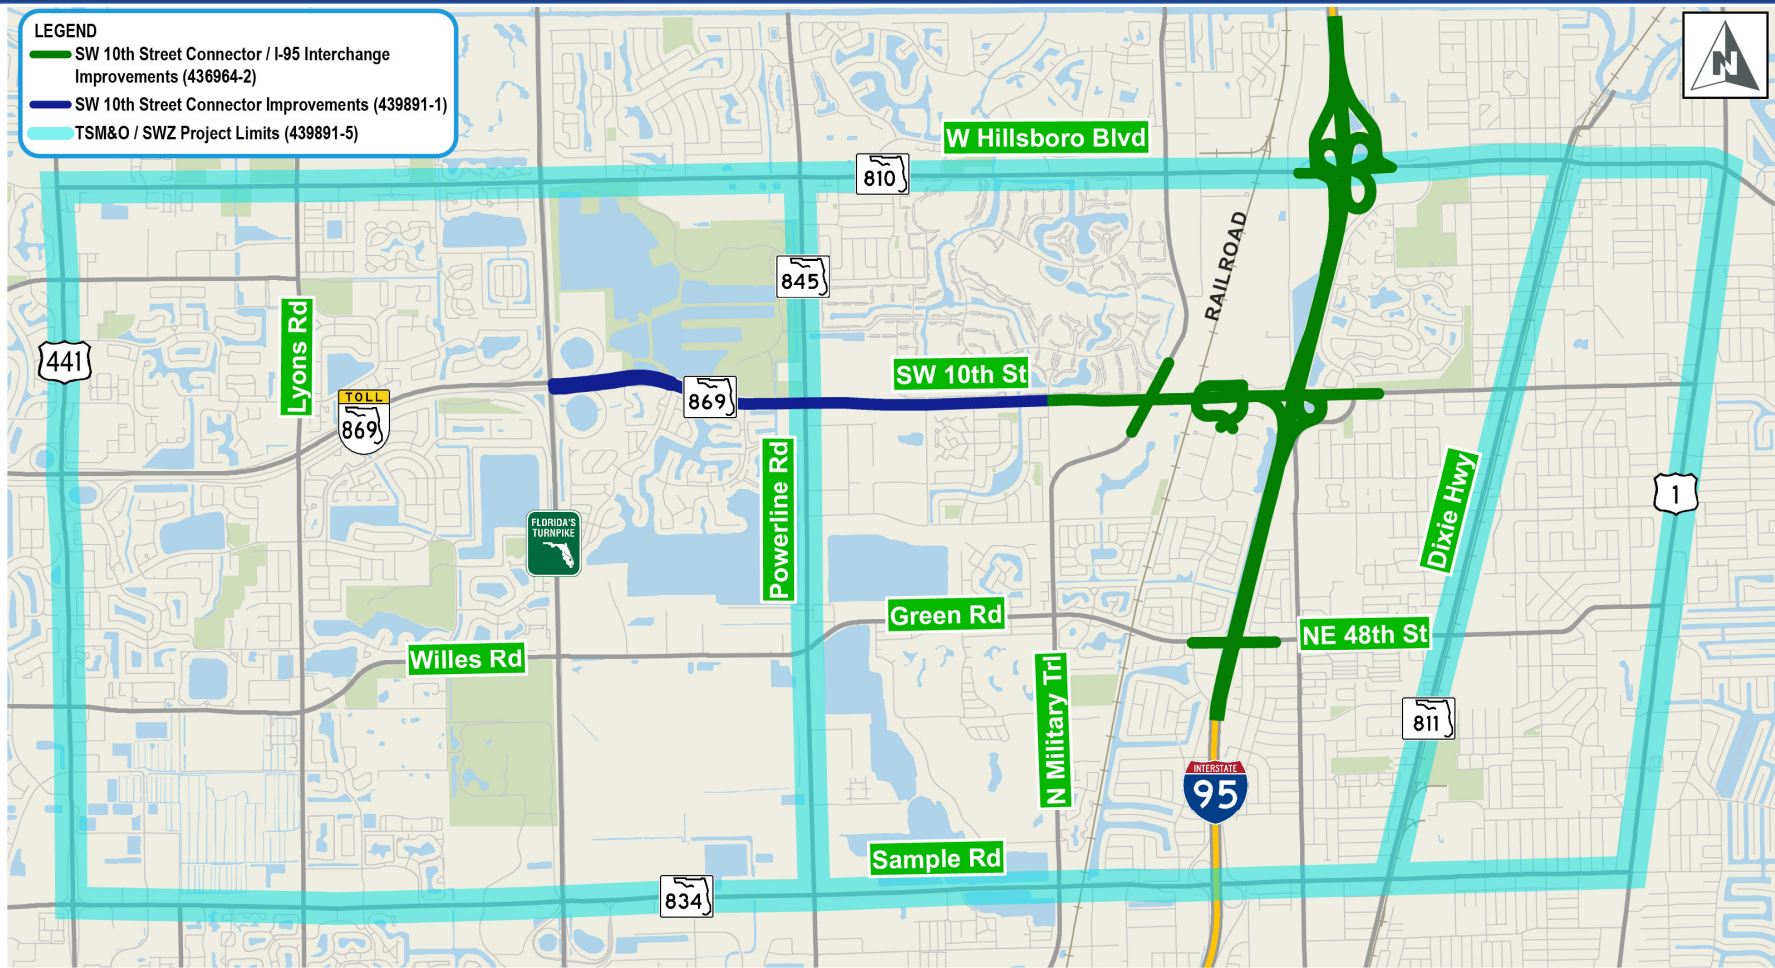 LEGEND
SW 10th Street Connector / I-95 Interchange
Improvements (436964-2)
SW 10th Street Connector Improvements (439891-1)
TSM&O / SWZ Project Limits (439891-5)
N
W Hillsboro Blvd
810
RAILROAD
845
Lyons Rd
441
SW 10th St
869
TOLL
869
Powerline Rd
Dixie Hwy
1
FLORIDA'S
TURNPIKE
Green Rd
NE 48th St
Willes Rd
N Military Trl
811
INTERSTATE
95
Sample Rd
834